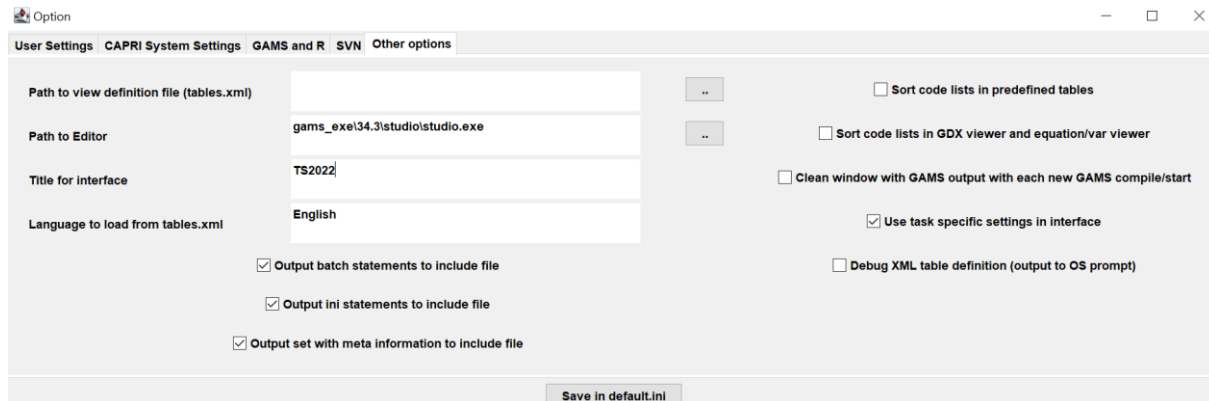 Option
User Settings CAPRI System Settings GAMS and R SVN Other options
Path to view definition file (tables.xml)
..
Sort code lists in predefined tables
Path to Editor
gams_exe\34.3\studio\studio.exe
..
Sort code lists in GDX viewer and equation/var viewer
Title for interface
TS2022
Clean window with GAMS output with each new GAMS compile/start
Language to load from tables.xml
English
Use task specific settings in interface
Output batch statements to include file
Debug XML table definition (output to OS prompt)
Output ini statements to include file
Output set with meta information to include file
Save in default.ini